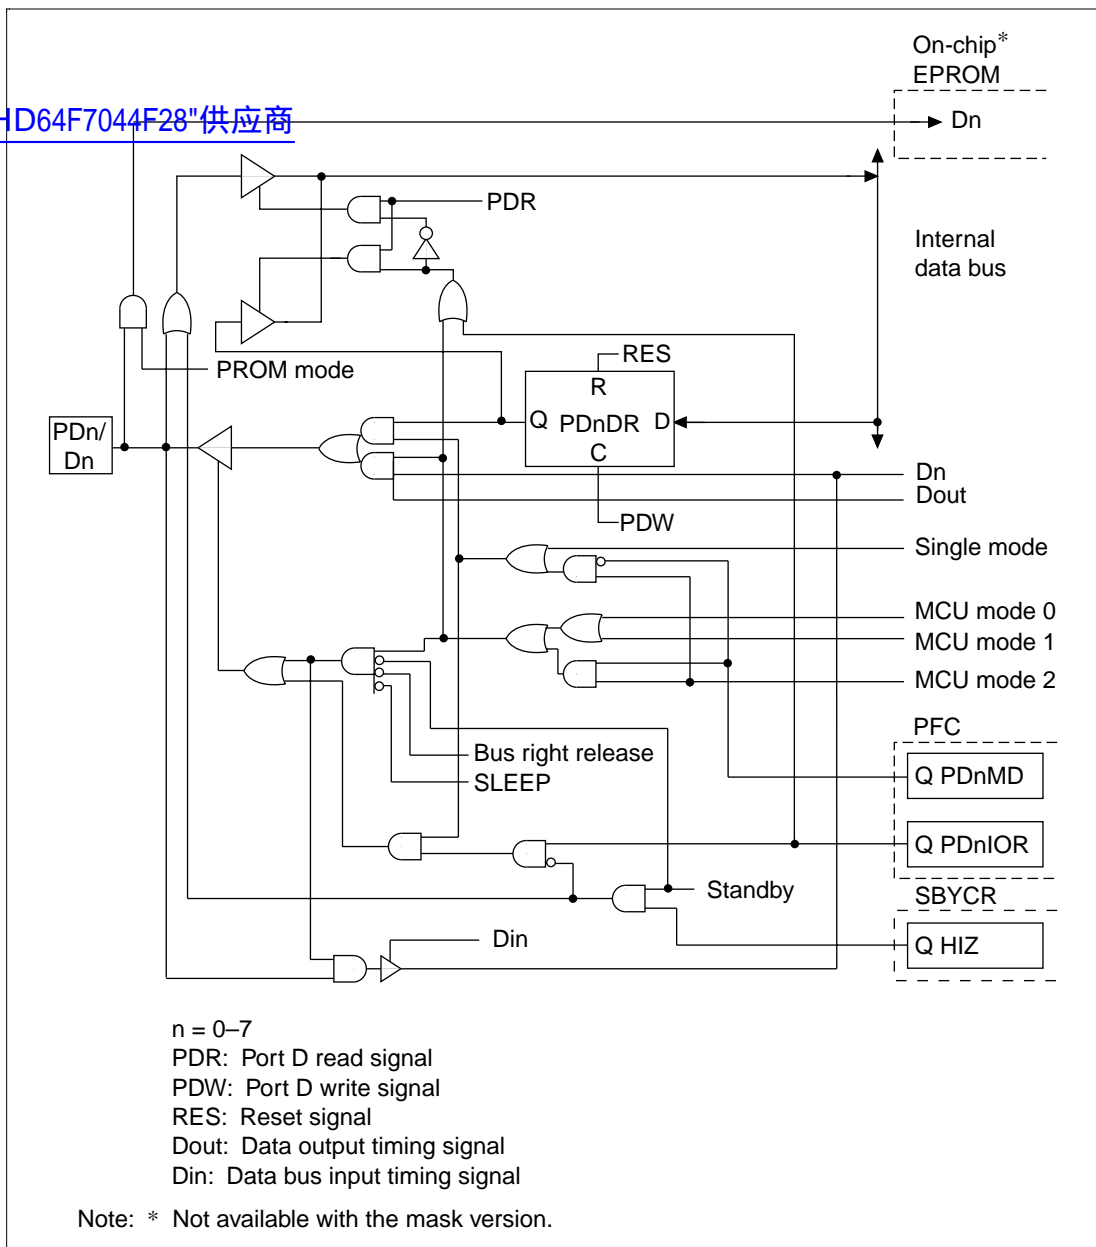 On-chip*
EPROM
HD64F7044F28"供应商
Dn
PDR
Internal
data bus
RES
PROM mode
R
PDn/
Dn
Q PDnDR D
C
Dn
Dout
PDW
Single mode
MCU mode 0
MCU mode 1
MCU mode 2
PFC
Bus right release
SLEEP
Q PDnMD
Q PDnIOR
Standby
SBYCR
Din
Q HIZ
n = 0–7
PDR: Port D read signal
PDW: Port D write signal
RES: Reset signal
Dout: Data output timing signal
Din: Data bus input timing signal
Note: * Not available with the mask version.